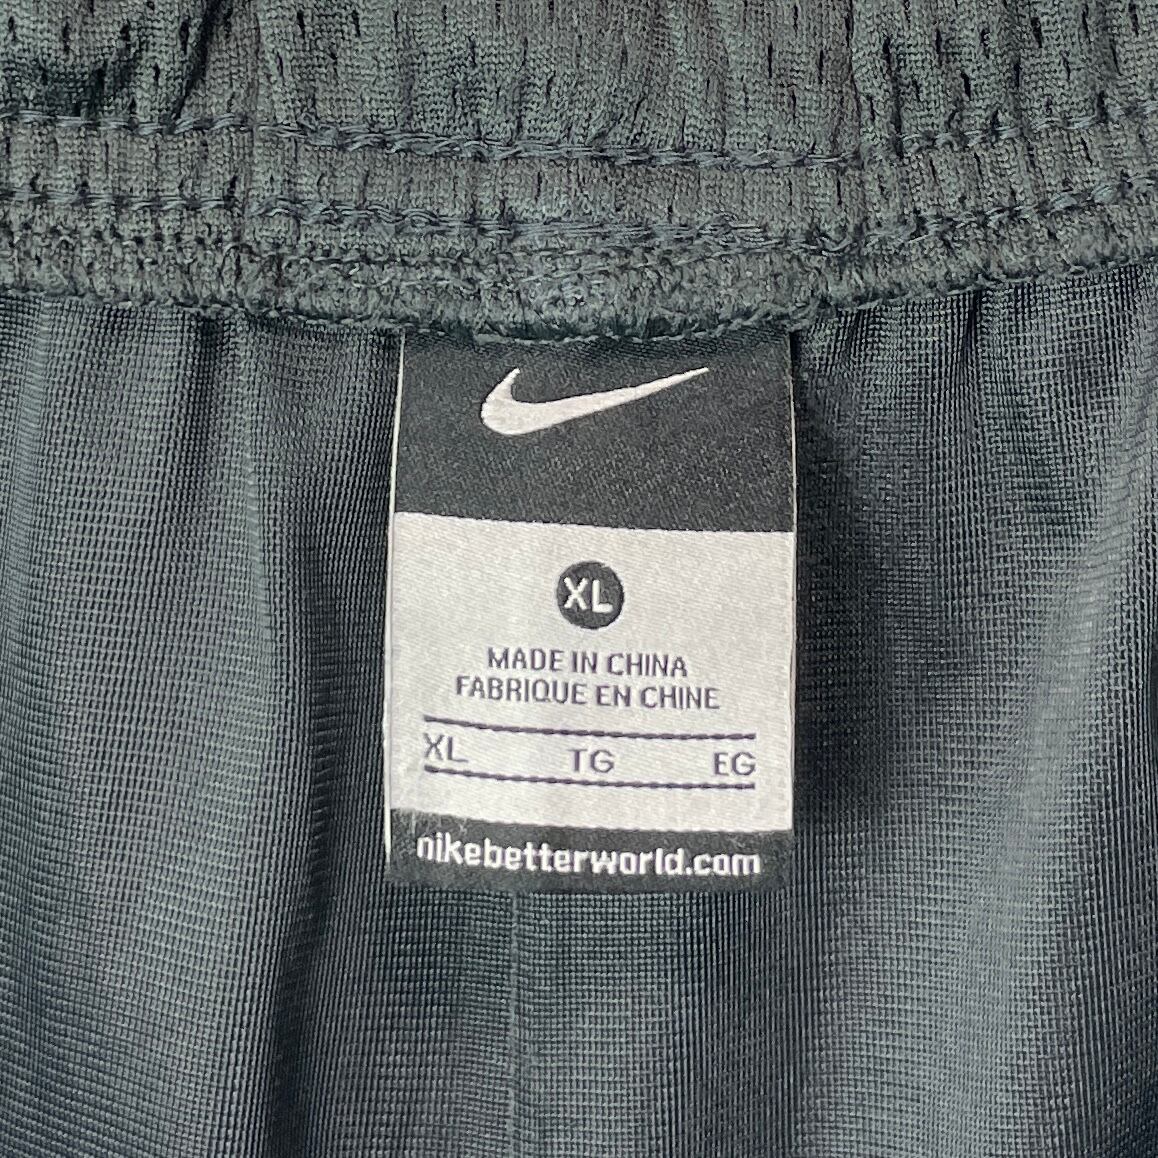 XL
MADE IN CHINA
FABRIQUE EN CHINE
XL TG EG
nikebetterworld.com